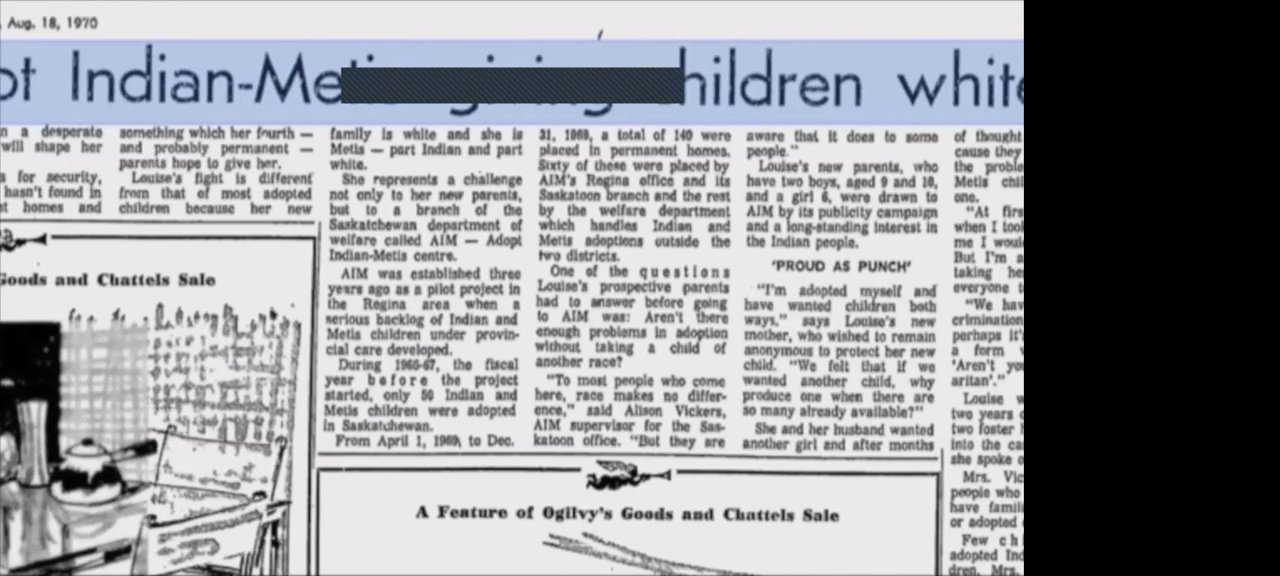 Aug. 18, 1970
ot Indian-Me hildren white
n a desperate
will shape her
s for security,
hasn't found in
t homes and
something which her fourth —
and probably permanent —
parents hope to give her.
Louise's fight is different
from that of most adopted
children because her new
family is white and she is
Metis — part Indian and part
white.
She represents a challenge
not only to her new parents,
but to a branch of the
Saskatchewan department of
welfare called AIM — Adopt
Indian-Metis centre.
AIM was established three
years ago as a pilot project in
the Regina area when a
serious backlog of Indian and
Metis children under provin-
cial care developed.
During 1966-67, the fiscal
year before the project
started, only 50 Indian and
Metis children were adopted
in Saskatchewan.
From April 1, 1969, to Dec.
31, 1969, a total of 140 were
placed in permanent homes.
Sixty of these were placed by
AIM's Regina office and its
Saskatoon branch and the rest
by the welfare department
which handles Indian and
Metis adoptions outside the
two districts.
One of the questions
Louise's prospective parents
had to answer before going
to AIM was: Aren't there
enough problems in adoption
without taking a child of
another race?
"To most people who come
here, race makes no differ-
ence," said Alison Vickers,
AIM supervisor for the Sas-
katoon office. "But they are
aware that it does to some
people."
Louise's new parents, who
have two boys, aged 9 and 10,
and a girl 6, were drawn to
AIM by its publicity campaign
and a long-standing interest in
the Indian people.
'PROUD AS PUNCH'
"I'm adopted myself and
have wanted children both
ways," says Louise's new
mother, who wished to remain
anonymous to protect her new
child. "We felt that if we
wanted another child, why
produce one when there are
so many already available?"
She and her husband wanted
another girl and after months
of thought
cause they
the proble
Metis chil
one.
"At firs
when I tool
me I woul
But I'm a
taking he
everyone t
"We hav
crimination
perhaps it'
a form
'Aren't you
aritan'."
Louise w
two years o
two foster h
into the ca
she spoke o
Mrs. Vic
people who
have famili
or adopted
Few ch
adopted Ind
dren, Mrs.
Goods and Chattels Sale
A Feature of Ogilvy's Goods and Chattels Sale